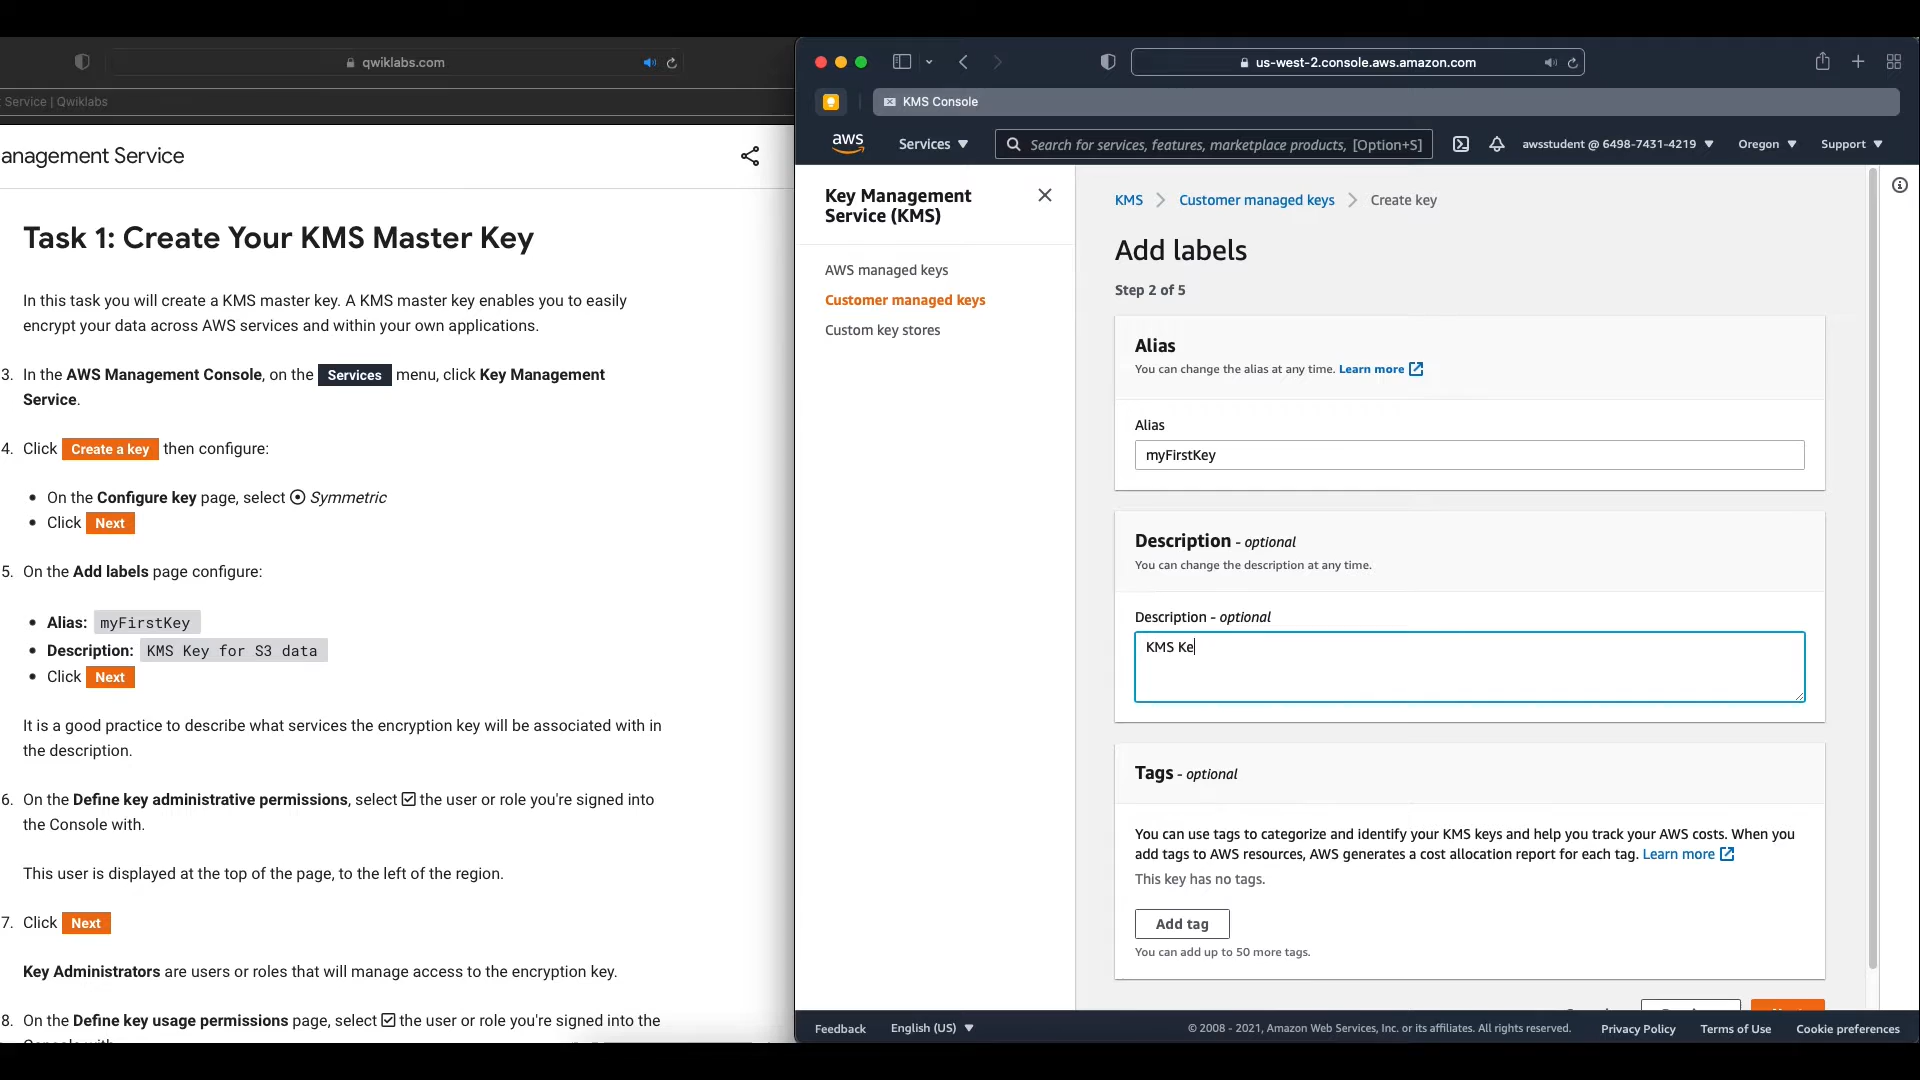 qwiklabs.com
t Service | Qwiklabs
anagement Service
Task 1: Create Your KMS Master Key
In this task you will create a KMS master key. A KMS master key enables you to easily
encrypt your data across AWS services and within your own applications.
3. In the AWS Management Console, on the Services menu, click Key Management
Service.
4. Click Create a key then configure:
• On the Configure key page, select Symmetric
• Click Next
5. On the Add labels page configure:
• Alias: myFirstKey
• Description: KMS Key for S3 data
• Click Next
It is a good practice to describe what services the encryption key will be associated with in
the description.
6. On the Define key administrative permissions, select the user or role you're signed into
the Console with.
This user is displayed at the top of the page, to the left of the region.
7. Click Next
Key Administrators are users or roles that will manage access to the encryption key.
8. On the Define key usage permissions page, select the user or role you're signed into the
us-west-2.console.aws.amazon.com
KMS Console
aws
Services
Search for services, features, marketplace products, [Option+S]
awsstudent @ 6498-7431-4219
Oregon
Support
Key Management
Service (KMS)
AWS managed keys
Customer managed keys
Custom key stores
KMS
Customer managed keys
Create key
Add labels
Step 2 of 5
Alias
You can change the alias at any time. Learn more
Alias
myFirstKey
Description - optional
You can change the description at any time.
Description - optional
KMS Ke
Tags - optional
You can use tags to categorize and identify your KMS keys and help you track your AWS costs. When you
add tags to AWS resources, AWS generates a cost allocation report for each tag. Learn more
This key has no tags.
Add tag
You can add up to 50 more tags.
Feedback
English (US)
© 2008 - 2021, Amazon Web Services, Inc. or its affiliates. All rights reserved.
Privacy Policy
Terms of Use
Cookie preferences